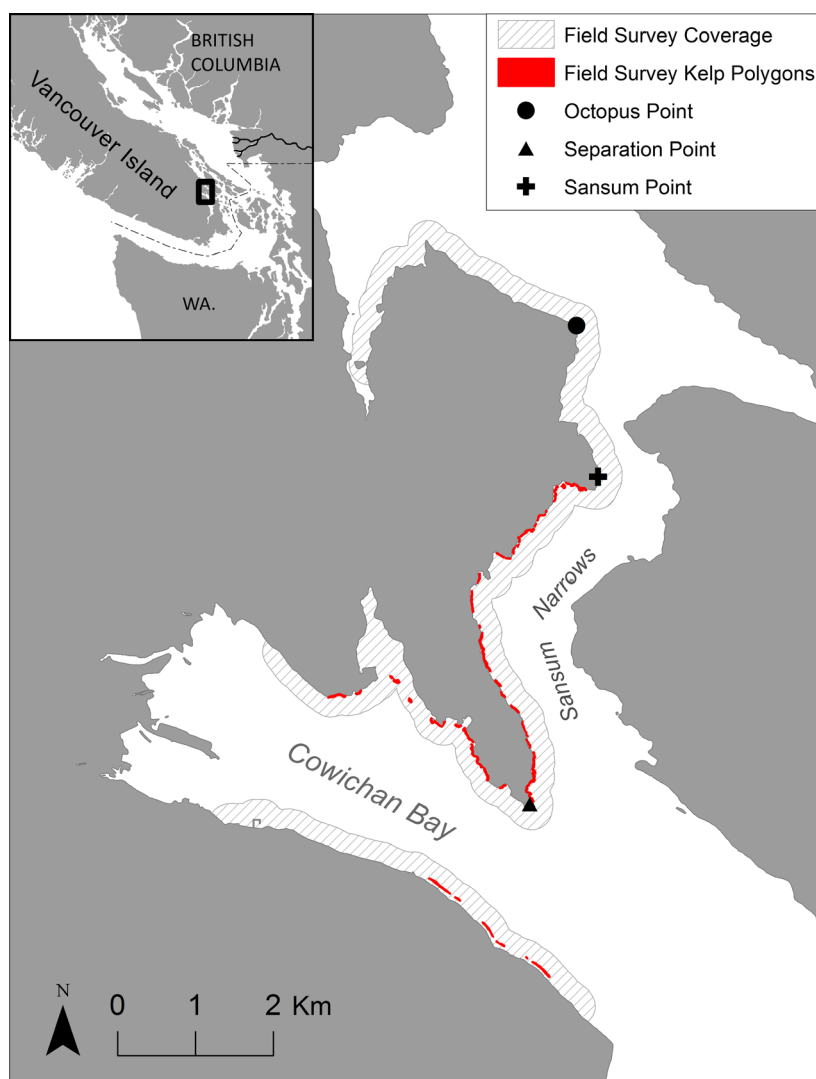 BRITISH
COLUMBIA
Vancouver Island
WA.
Field Survey Coverage
Field Survey Kelp Polygons
Octopus Point
Separation Point
Sansum Point
Sansum Narrows
Cowichan Bay
N
0 1 2 Km